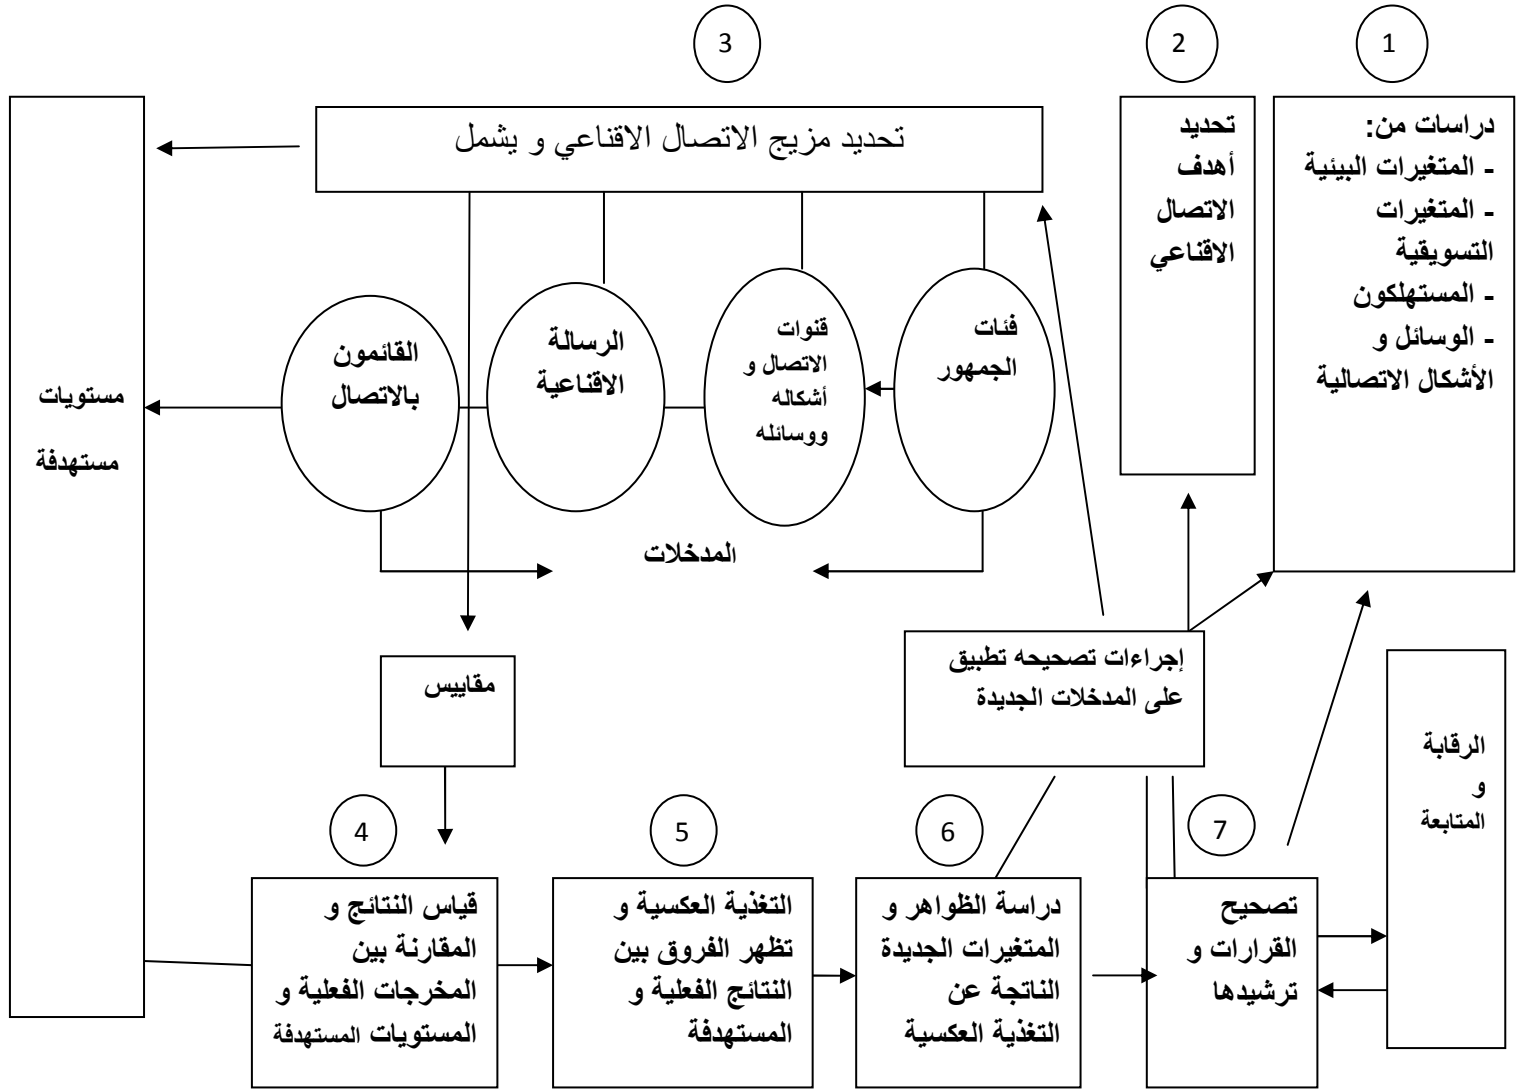 1
2
3
دراسات من:
- المتغيرات البيئية
- المتغيرات
التسويقية
- المستهلكون
- الوسائل و
الأشكال الاتصالية
تحديد
أهدف
الاتصال
الاقناعي
تحديد مزيج الاتصال الاقناعي و يشمل
فئات
الجمهور
قنوات
الاتصال و
أشكاله
ووسائله
الرسالة
الاقناعية
القائمون
بالاتصال
مستويات
مستهدفة
المدخلات
إجراءات تصحيحه تطبيق
على المدخلات الجديدة
مقاييس
الرقابة
و
المتابعة
4
5
6
7
قياس النتائج و
المقارنة بين
المخرجات الفعلية و
المستويات المستهدفة
التغذية العكسية و
تظهر الفروق بين
النتائج الفعلية و
المستهدفة
دراسة الظواهر و
المتغيرات الجديدة
الناتجة عن
التغذية العكسية
تصحيح
القرارات و
ترشيدها